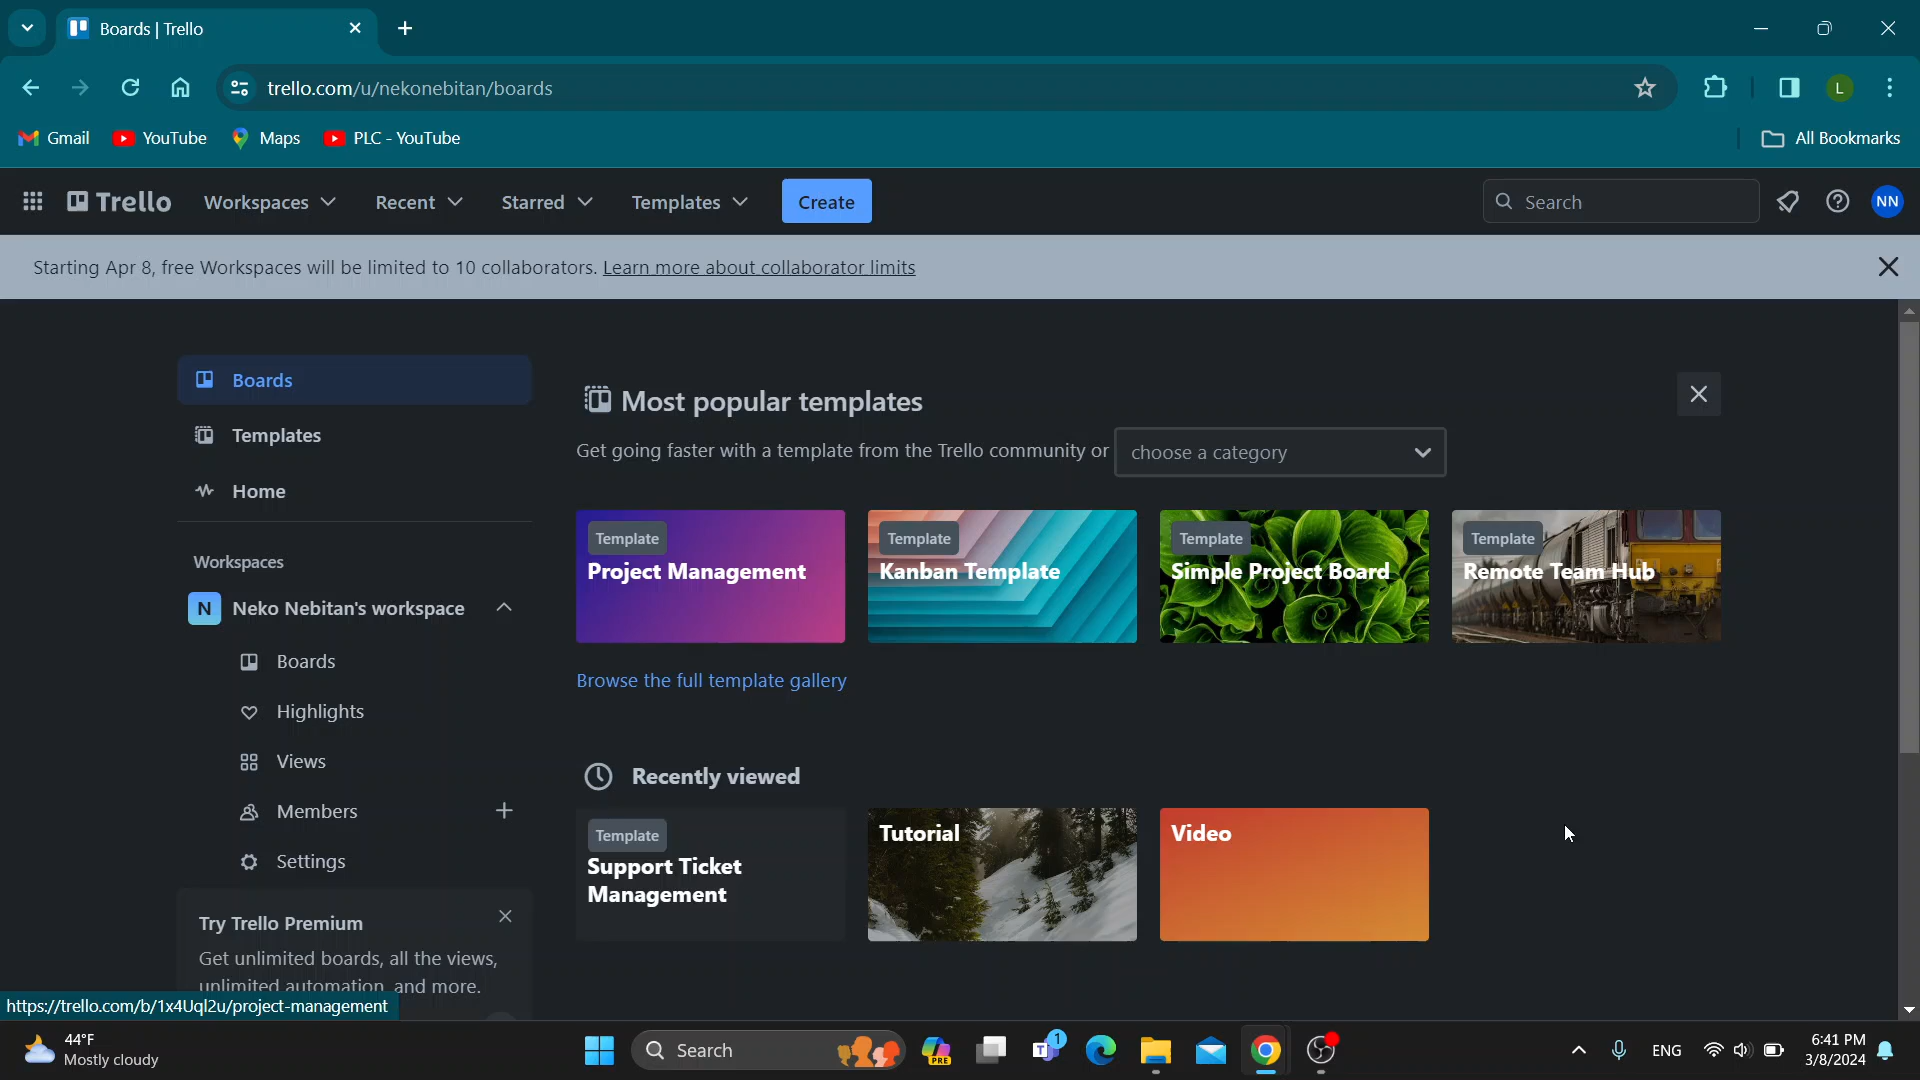 Boards | Trello
trello.com/u/nekonebitan/boards
L
Gmail YouTube Maps PLC - YouTube All Bookmarks
Trello Workspaces Recent Starred Templates Create Search NN
Starting Apr 8, free Workspaces will be limited to 10 collaborators. Learn more about collaborator limits
Boards
Templates
Home
Workspaces
N Neko Nebitan's workspace
Boards
Highlights
Views
Members
Settings
Try Trello Premium
Get unlimited boards, all the views,
unlimited automation, and more.
Most popular templates
Get going faster with a template from the Trello community or choose a category
Template
Project Management
Template
Kanban Template
Template
Simple Project Board
Template
Remote Team Hub
Browse the full template gallery
Recently viewed
Template
Support Ticket
Management
Tutorial
Video
https://trello.com/b/1x4Uql2u/project-management
44°F
Mostly cloudy
Search
PRE
1
ENG
6:41 PM
3/8/2024